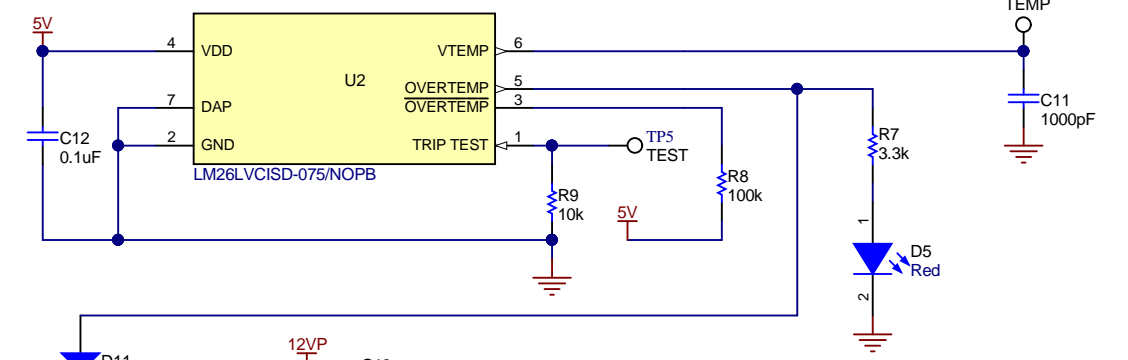 TEMP
5V
4
VDD
VTEMP
6
U2
OVERTEMP
5
7
DAP
OVERTEMP
3
C11
1000pF
C12
0.1uF
2
GND
TRIP TEST
1
TP5
TEST
R7
3.3k
LM26LVCISD-075/NOPB
R8
100k
R9
10k
5V
1
D5
Red
2
12VP
D11